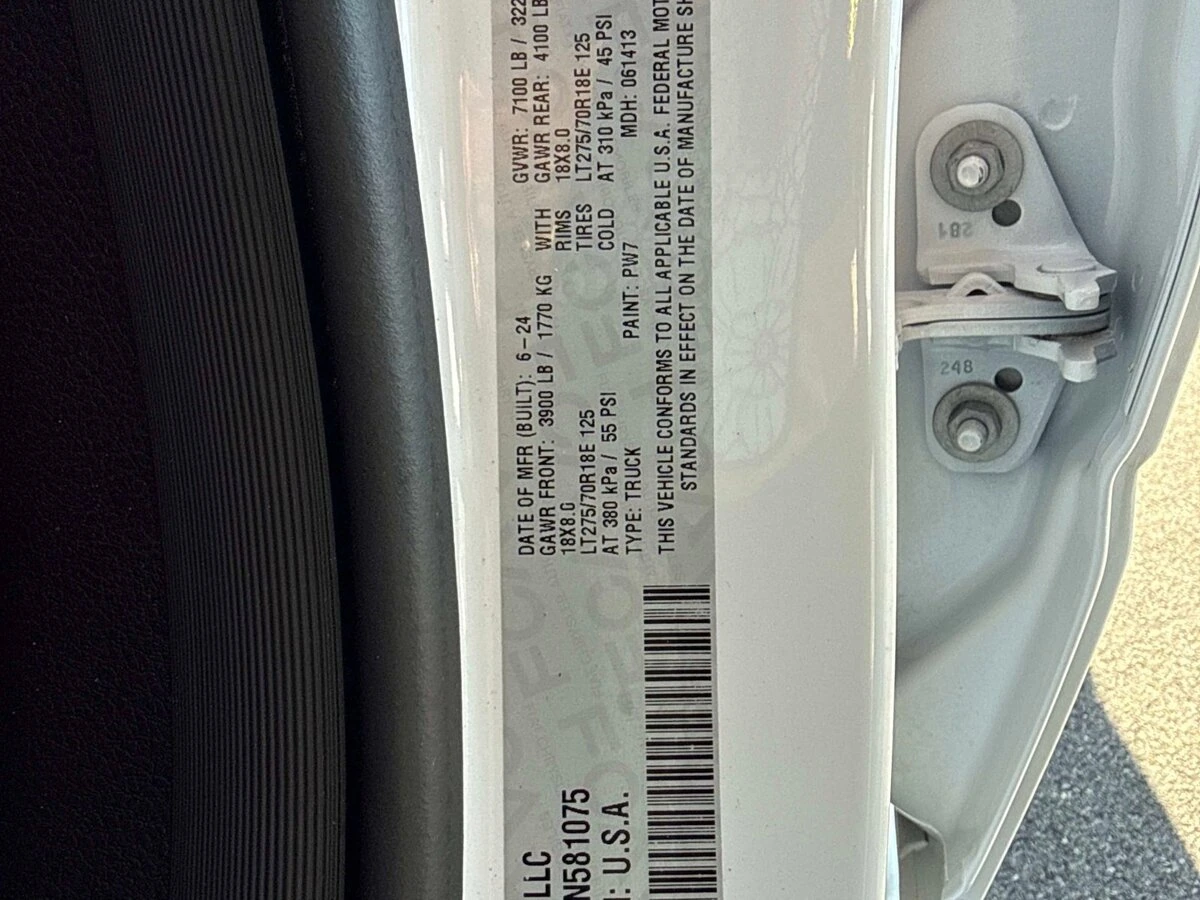 LLC
N581075
: U.S.A.
DATE OF MFR (BUILT): 6-24 GVWR: 7100 LB / 322
GAWR FRONT: 3900 LB / 1770 KG WITH GAWR REAR: 4100 LB
18X8.0 RIMS 18X8.0
LT275/70R18E 125 TIRES LT275/70R18E 125
AT 380 kPa / 55 PSI COLD AT 310 kPa / 45 PSI
TYPE: TRUCK PAINT: PW7 MDH: 061413
THIS VEHICLE CONFORMS TO ALL APPLICABLE U.S.A. FEDERAL MOT
STANDARDS IN EFFECT ON THE DATE OF MANUFACTURE SH
281
248